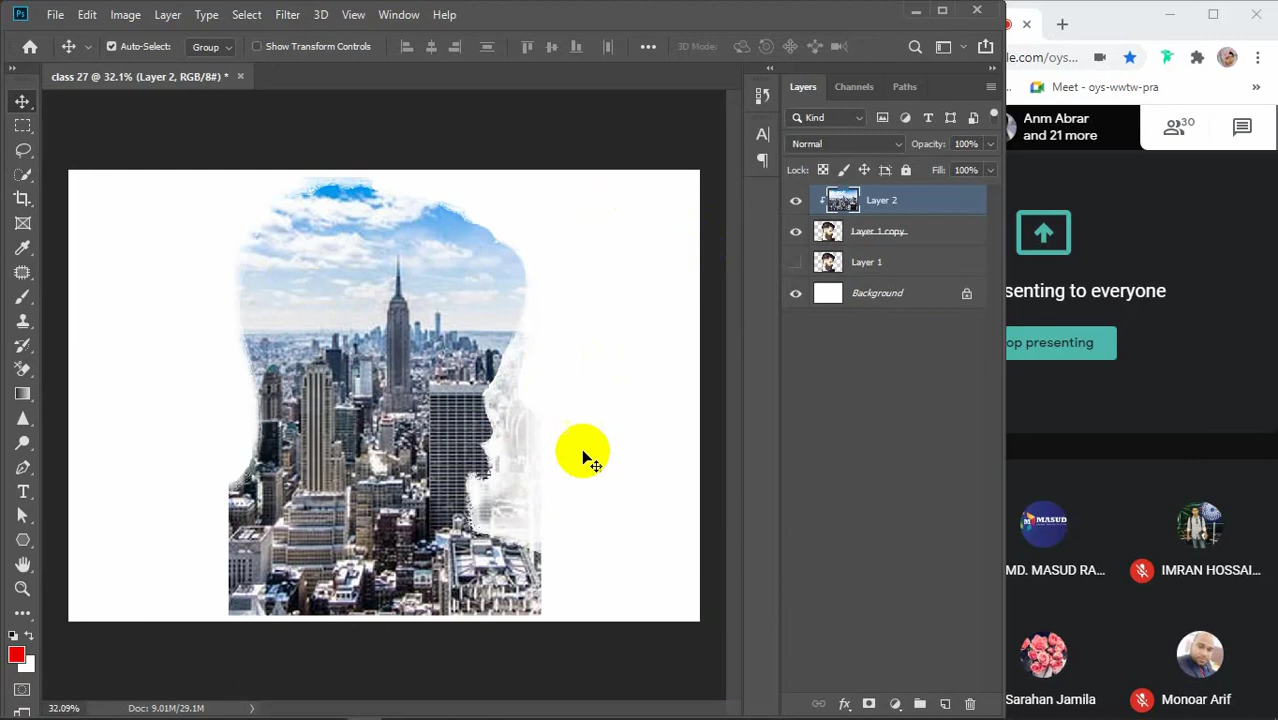 Ps File Edit Image Layer Type Select Filter 3D View Window Help
Auto-Select: Group Show Transform Controls 3D Mode:
class 27 @ 32.1% (Layer 2, RGB/8#) *
Layers Channels Paths
Kind
Normal Opacity: 100%
Lock: Fill: 100%
Layer 2
Layer 1 copy
Layer 1
Background
32.09% Doc: 9.01M/29.1M
le.com/oys...
Meet - oys-wwtw-pra
Anm Abrar
and 21 more
30
senting to everyone
op presenting
MASUD
MD. MASUD RA...
IMRAN HOSSAI...
Sarahan Jamila
Monoar Arif